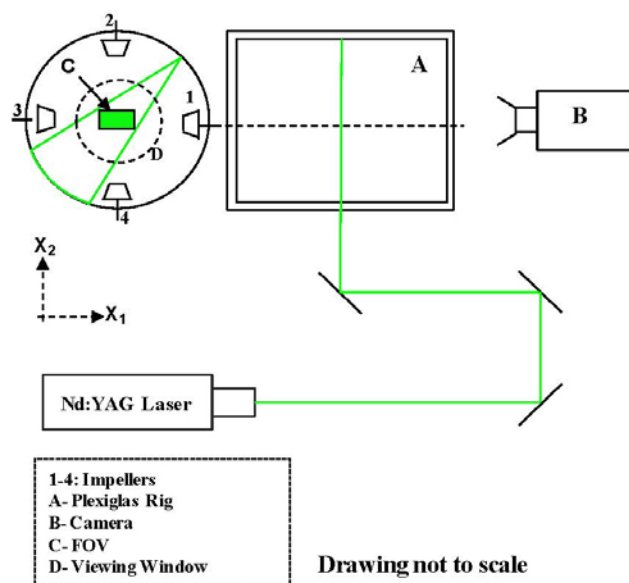 2
C
A
3
1
B
D
4
X₂
X₁
Nd:YAG Laser
1-4: Impellers
A- Plexiglas Rig
B- Camera
C- FOV
D- Viewing Window
Drawing not to scale